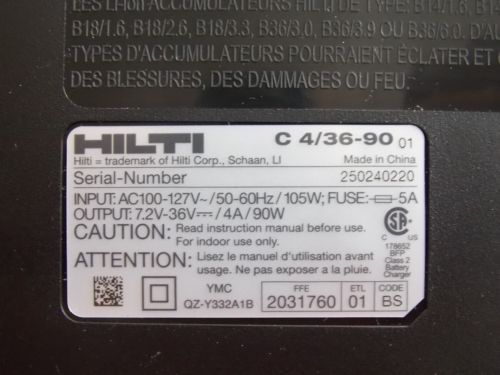 LES LI-ION ACCUMULATEURS HILTI DE TYPE; B14/1.6, B1
B18/1.6, B18/2.6, B18/3.3, B36/3.0, B36/3.9 OU B36/6.0. D'AU
TYPES D'ACCUMULATEURS POURRAIENT ÉCLATER ET C
DES BLESSURES, DES DAMMAGES OU FEU.
HILTI C 4/36-90 01
Hilti = trademark of Hilti Corp., Schaan, LI Made in China
Serial-Number 250240220
INPUT: AC100-127V~/50-60Hz/105W; FUSE: 5A
OUTPUT: 7.2V-36V⎓/4A/90W
CAUTION: Read instruction manual before use.
For indoor use only.
ATTENTION: Lisez le manuel d'utilisation avant
usage. Ne pas exposer a la pluie.
CSA
C US
178652
BFP
Class 2
Battery
Charger
YMC
QZ-Y332A1B
FFE ETL CODE
2031760 01 BS